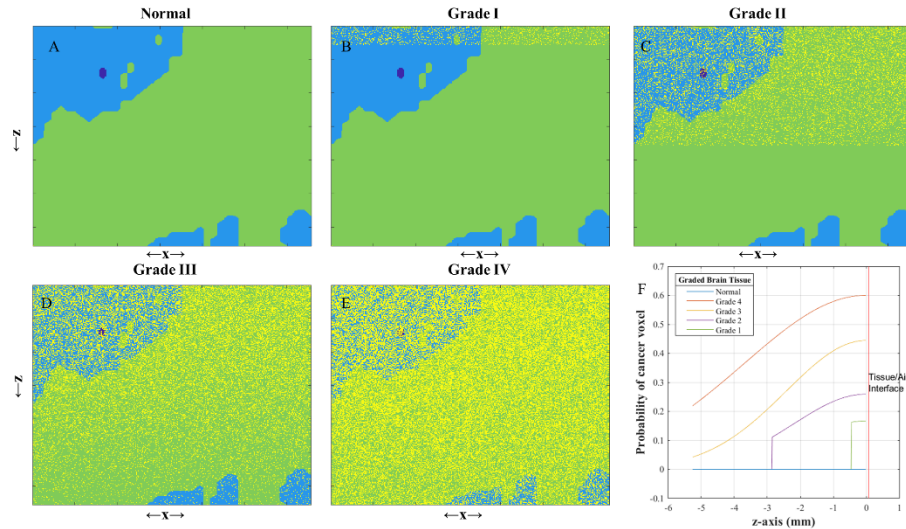 Normal
Grade I
Grade II
A
B
C
←z
←x→
←x→
←x→
Grade III
Grade IV
D
E
F
←z
←x→
←x→
Graded Brain Tissue
Normal
Grade 4
Grade 3
Grade 2
Grade 1
Tissue/Ai
Interface
Probability of cancer voxel
0.7
0.6
0.5
0.4
0.3
0.2
0.1
0
-0.1
-6
-5
-4
-3
-2
-1
0
1
z-axis (mm)